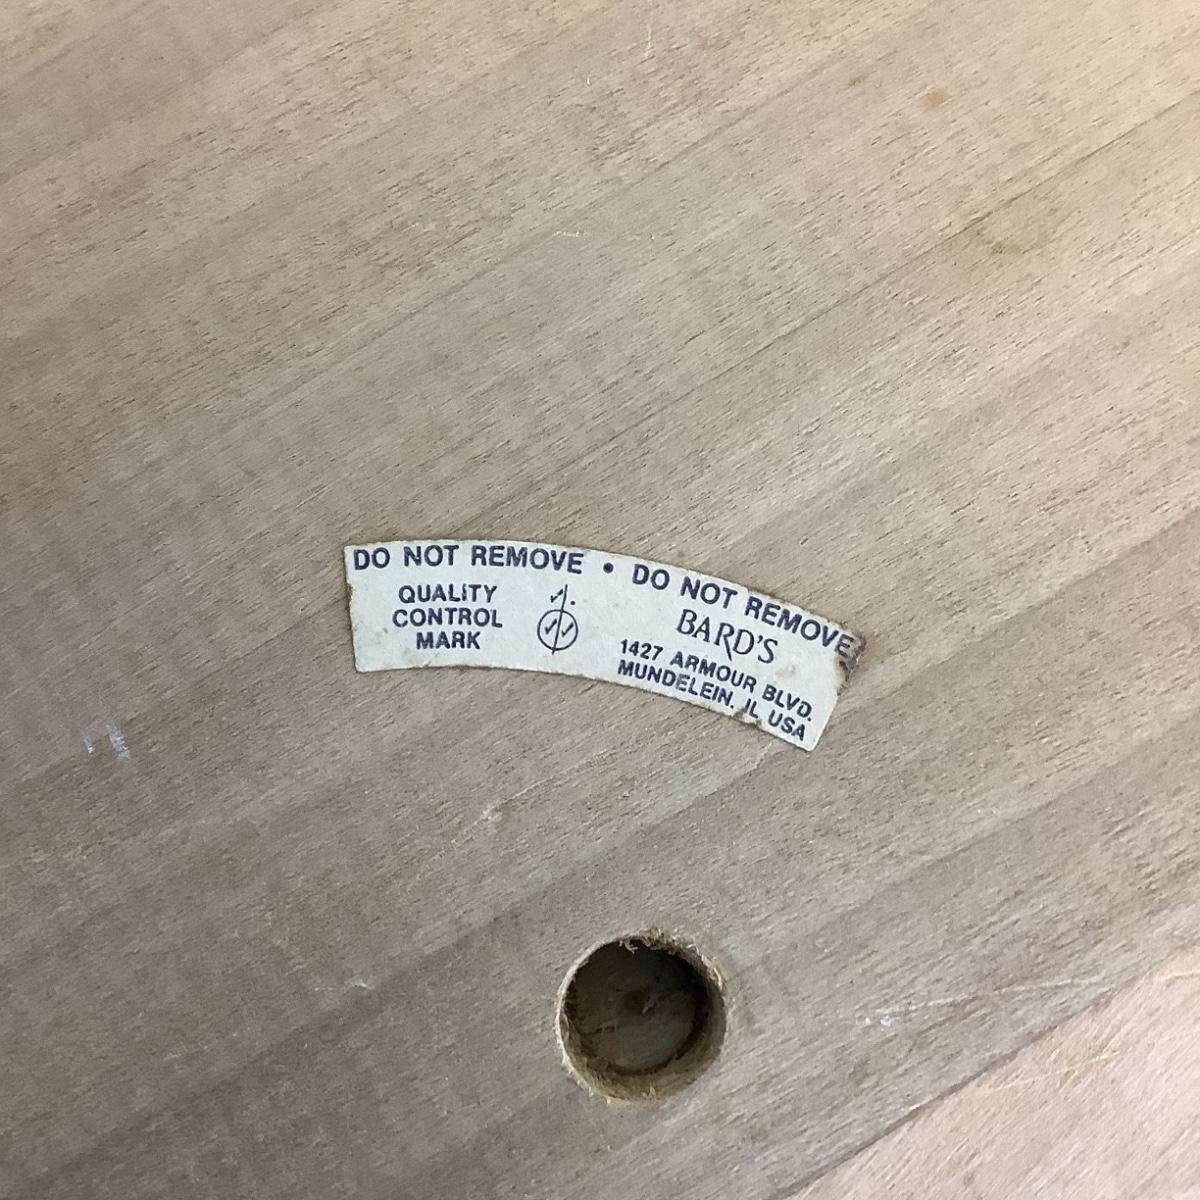 DO NOT REMOVE • DO NOT REMOVE
QUALITY
CONTROL
MARK
BARD'S
1427 ARMOUR BLVD.
MUNDELEIN, IL USA